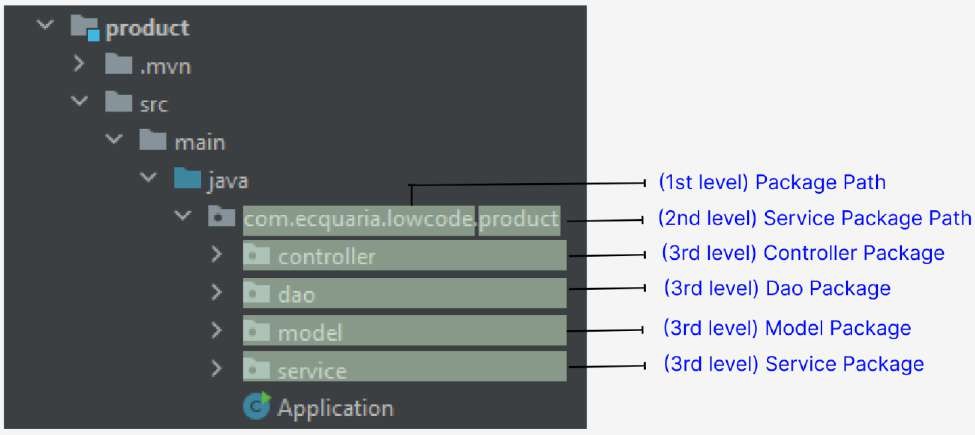 product
.mvn
src
main
java
(1st level) Package Path
com.ecquaria.lowcode.product
(2nd level) Service Package Path
controller
(3rd level) Controller Package
dao
(3rd level) Dao Package
model
(3rd level) Model Package
service
(3rd level) Service Package
Application